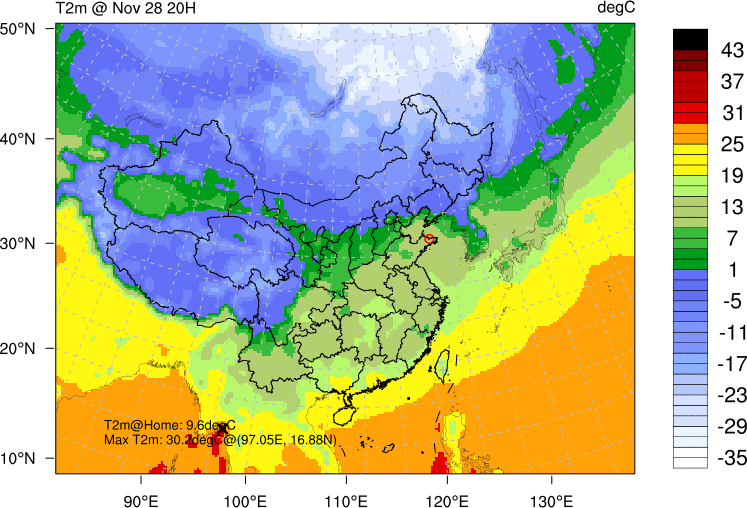 T2m @ Nov 28 20H
degC
50°N
40°N
30°N
20°N
10°N
90°E
100°E
110°E
120°E
130°E
T2m@Home: 9.6degC
Max T2m: 30.2degC@(97.05E, 16.88N)
43
37
31
25
19
13
7
1
-5
-11
-17
-23
-29
-35